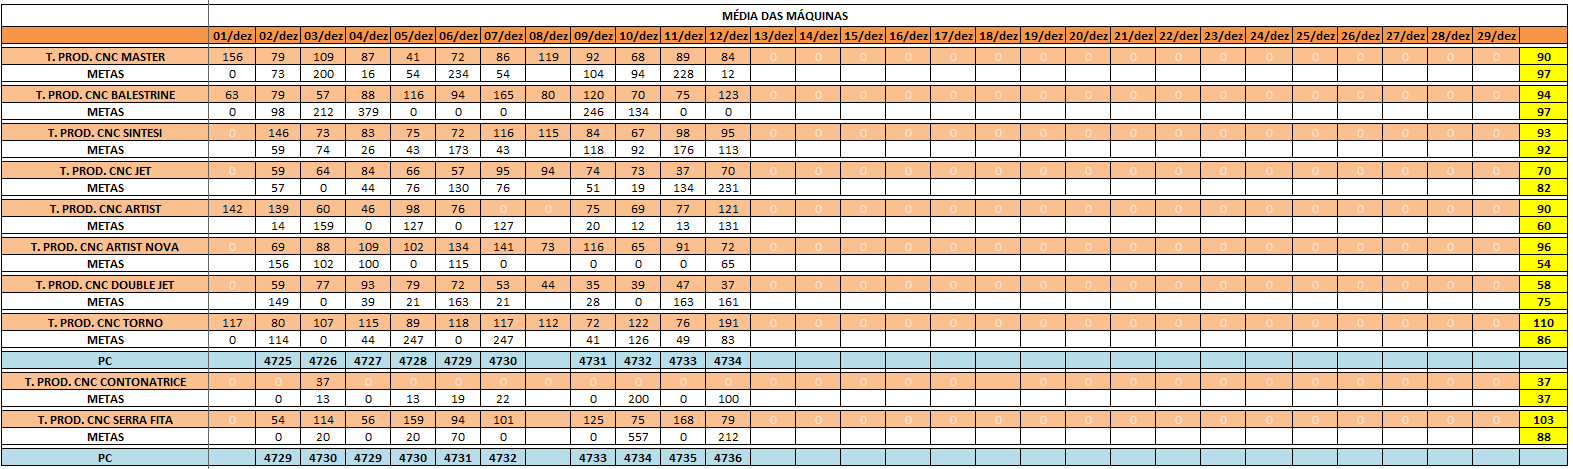 MÉDIA DAS MÁQUINAS
01/dez 02/dez 03/dez 04/dez 05/dez 06/dez 07/dez 08/dez 09/dez 10/dez 11/dez 12/dez 13/dez 14/dez 15/dez 16/dez 17/dez 18/dez 19/dez 20/dez 21/dez 22/dez 23/dez 24/dez 25/dez 26/dez 27/dez 28/dez 29/dez
T. PROD. CNC MASTER 156 79 109 87 41 72 86 119 92 68 89 84 0 0 0 0 0 0 0 0 0 0 0 0 0 0 0 0 0 90
METAS 0 73 200 16 54 234 54 104 94 228 12 97
T. PROD. CNC BALESTRINE 63 79 57 88 116 94 165 80 120 70 75 123 0 0 0 0 0 0 0 0 0 0 0 0 0 0 0 0 0 94
METAS 0 98 212 379 0 0 0 246 134 0 0 97
T. PROD. CNC SINTESI 0 146 73 83 75 72 116 115 84 67 98 95 0 0 0 0 0 0 0 0 0 0 0 0 0 0 0 0 0 93
METAS 59 74 26 43 173 43 118 92 176 113 92
T. PROD. CNC JET 0 59 64 84 66 57 95 94 74 73 37 70 0 0 0 0 0 0 0 0 0 0 0 0 0 0 0 0 0 70
METAS 57 0 44 76 130 76 51 19 134 231 82
T. PROD. CNC ARTIST 142 139 60 46 98 76 0 0 75 69 77 121 0 0 0 0 0 0 0 0 0 0 0 0 0 0 0 0 0 90
METAS 14 159 0 127 0 127 20 12 13 131 60
T. PROD. CNC ARTIST NOVA 0 69 88 109 102 134 141 73 116 65 91 72 0 0 0 0 0 0 0 0 0 0 0 0 0 0 0 0 0 96
METAS 156 102 100 0 115 0 0 0 0 65 54
T. PROD. CNC DOUBLE JET 0 59 77 93 79 72 53 44 35 39 47 37 0 0 0 0 0 0 0 0 0 0 0 0 0 0 0 0 0 58
METAS 149 0 39 21 163 21 28 0 163 161 75
T. PROD. CNC TORNO 117 80 107 115 89 118 117 112 72 122 76 191 0 0 0 0 0 0 0 0 0 0 0 0 0 0 0 0 0 110
METAS 0 114 0 44 247 0 247 41 126 49 83 86
PC 4725 4726 4727 4728 4729 4730 4731 4732 4733 4734
T. PROD. CNC CONTONATRICE 0 0 37 0 0 0 0 0 0 0 0 0 0 0 0 0 0 0 0 0 0 0 0 0 0 0 0 0 0 37
METAS 0 13 0 13 19 22 0 200 0 100 37
T. PROD. CNC SERRA FITA 0 54 114 56 159 94 101 125 75 168 79 0 0 0 0 0 0 0 0 0 0 0 0 0 0 0 0 0 103
METAS 0 20 0 20 70 0 0 557 0 212 88
PC 4729 4730 4729 4730 4731 4732 4733 4734 4735 4736